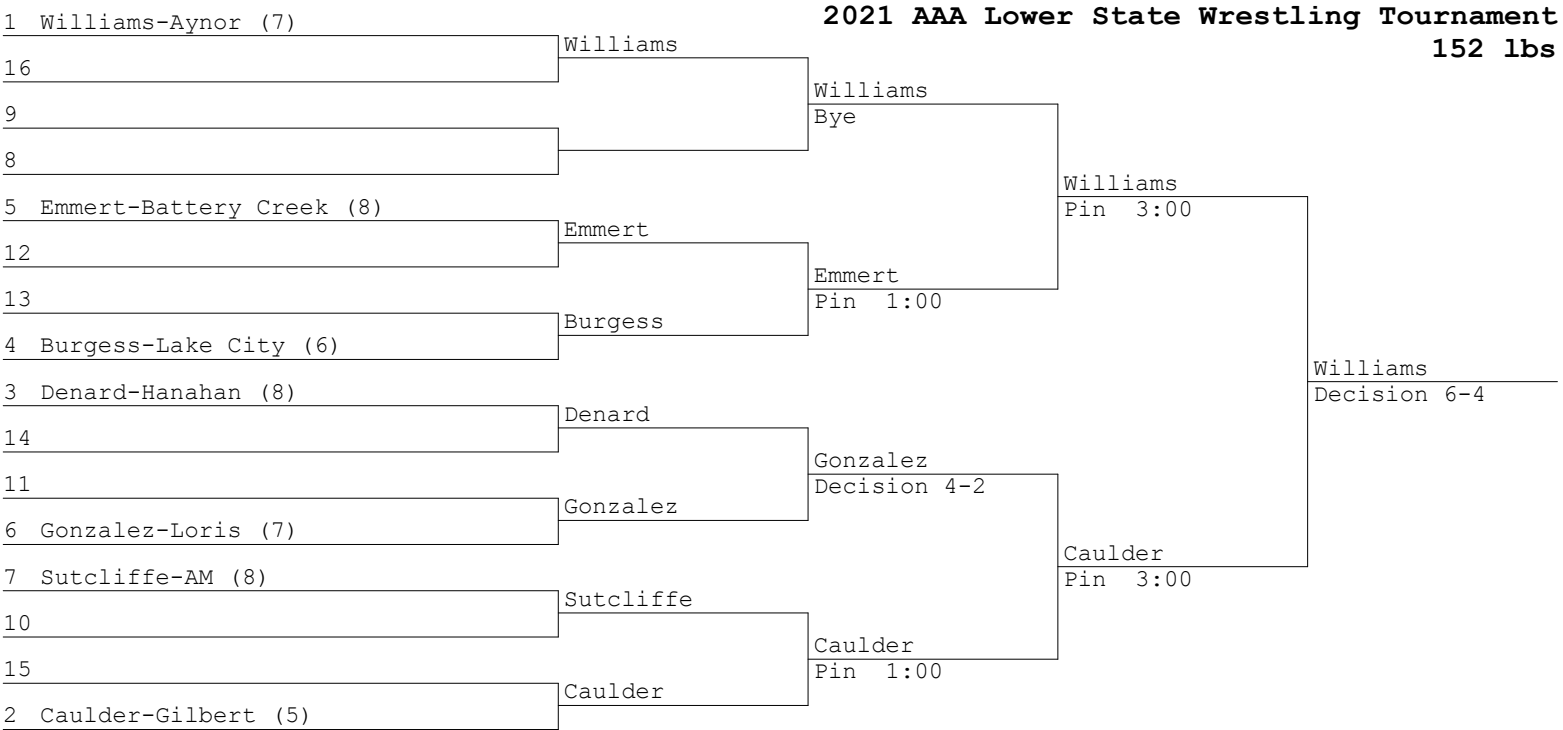 2021 AAA Lower State Wrestling Tournament
152 lbs
1 Williams-Aynor (7)
16
9
8
5 Emmert-Battery Creek (8)
12
13
4 Burgess-Lake City (6)
3 Denard-Hanahan (8)
14
11
6 Gonzalez-Loris (7)
7 Sutcliffe-AM (8)
10
15
2 Caulder-Gilbert (5)
Williams
Emmert
Burgess
Denard
Gonzalez
Sutcliffe
Caulder
Williams
Bye
Emmert
Pin 1:00
Gonzalez
Decision 4-2
Caulder
Pin 1:00
Williams
Pin 3:00
Caulder
Pin 3:00
Williams
Decision 6-4